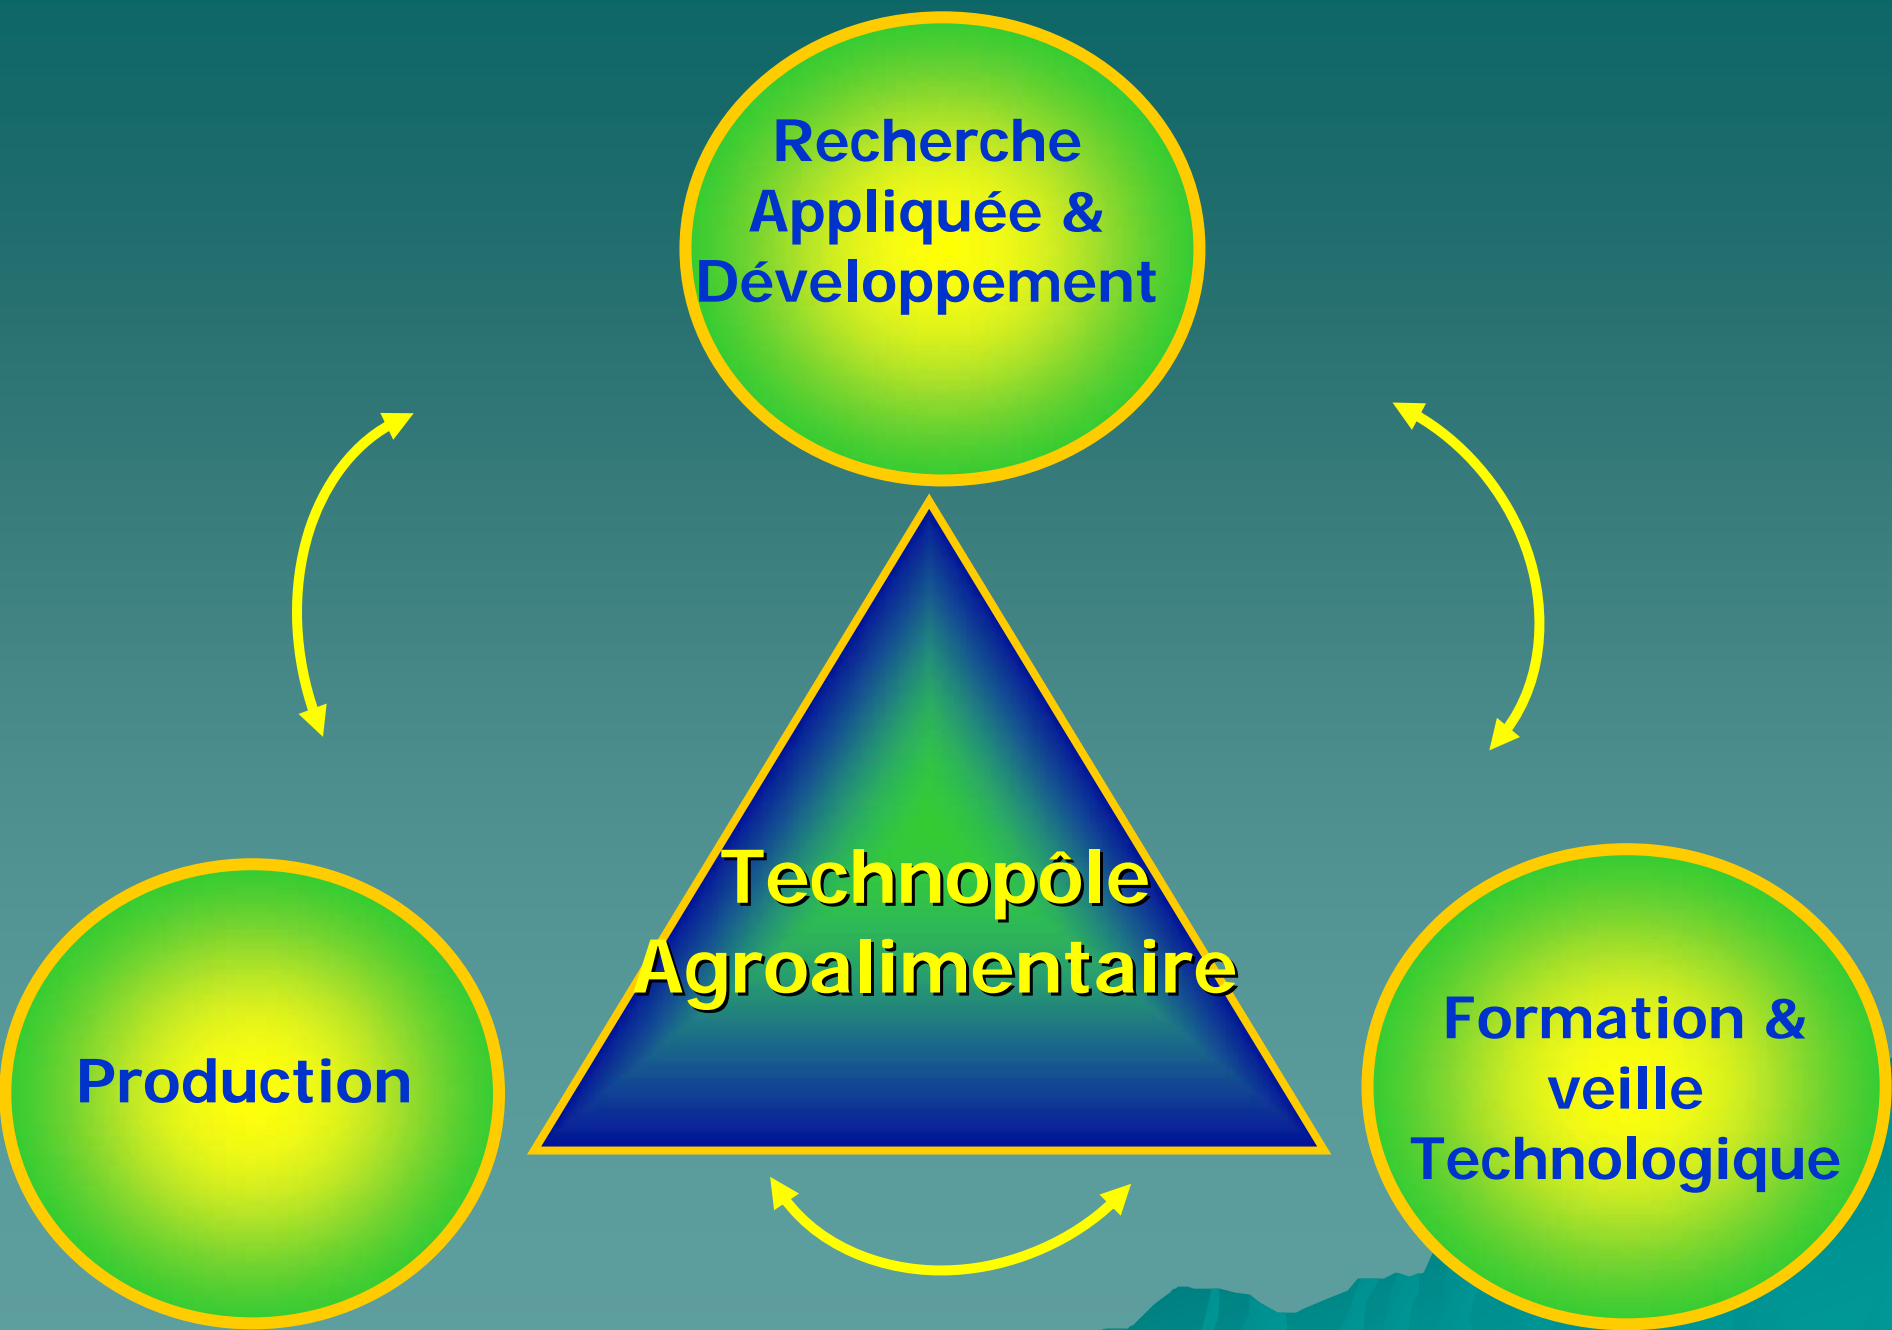 Recherche
Appliquée &
Développement
Technopôle
Agroalimentaire
Production
Formation &
veille
Technologique